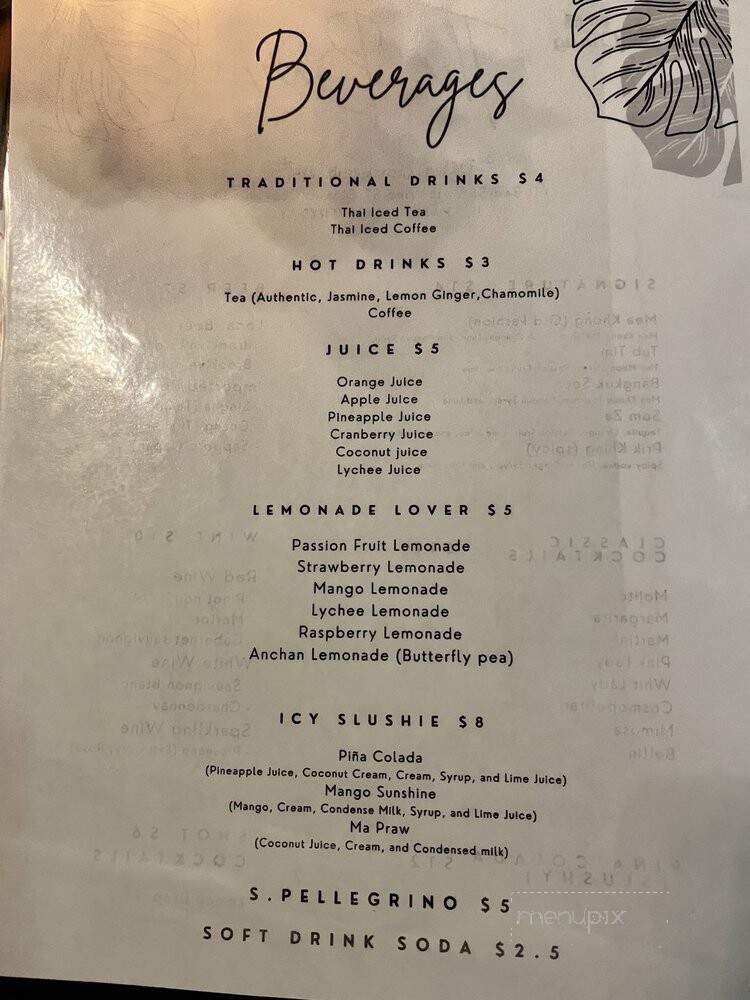 Beverages
TRADITIONAL DRINKS $4
Thai Iced Tea
Thai Iced Coffee
HOT DRINKS $3
Tea (Authentic, Jasmine, Lemon Ginger,Chamomile)
Coffee
JUICE $5
Orange Juice
Apple Juice
Pineapple Juice
Cranberry Juice
Coconut juice
Lychee Juice
LEMONADE LOVER $5
Passion Fruit Lemonade
Strawberry Lemonade
Mango Lemonade
Lychee Lemonade
Raspberry Lemonade
Anchan Lemonade (Butterfly pea)
ICY SLUSHIE $8
Piña Colada
(Pineapple Juice, Coconut Cream, Cream, Syrup, and Lime Juice)
Mango Sunshine
(Mango, Cream, Condense Milk, Syrup, and Lime Juice)
Ma Praw
(Coconut Juice, Cream, and Condensed milk)
S.PELLEGRINO $5
menupix
SOFT DRINK SODA $2.5